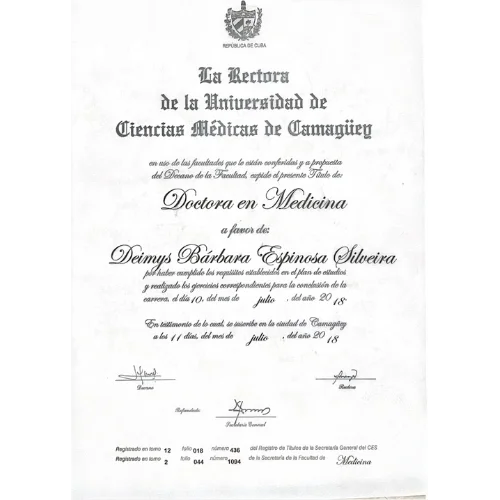 REPÚBLICA DE CUBA
La Rectora
de la Universidad de
Ciencias Médicas de Camagüey
en uso de las facultades que le están conferidas y a propuesta
del Decano de la Facultad, expide el presente Título de:
Doctora en Medicina
a favor de:
Deimys Bárbara Espinosa Silveira
por haber cumplido los requisitos establecidos en el plan de estudios
y realizado los ejercicios correspondientes para la conclusión de la
carrera, el día 10, del mes de julio , del año 20 18
En testimonio de lo cual, se suscribe en la ciudad de Camagüey
a los 11 días, del mes de julio , del año 20 18
Decano
Rectora
Refrendado:
Secretaria General
Registrado en tomo 12 folio 018 número 436 del Registro de Títulos de la Secretaría General del CES
Registrado en tomo 2 folio 044 número 1094 de la Secretaría de la Facultad de Medicina